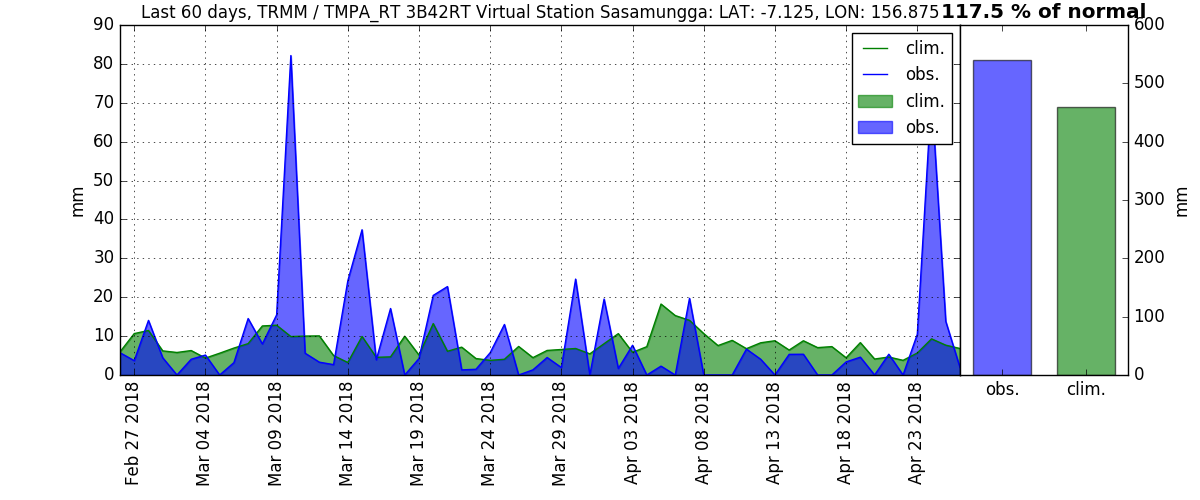 Last 60 days, TRMM / TMPA_RT 3B42RT Virtual Station Sasamungga: LAT: -7.125, LON: 156.875
117.5 % of normal
90
80
70
60
50
40
30
20
10
0
mm
clim.
obs.
clim.
obs.
Feb 27 2018
Mar 04 2018
Mar 09 2018
Mar 14 2018
Mar 19 2018
Mar 24 2018
Mar 29 2018
Apr 03 2018
Apr 08 2018
Apr 13 2018
Apr 18 2018
Apr 23 2018
600
500
400
300
200
100
0
mm
obs.
clim.